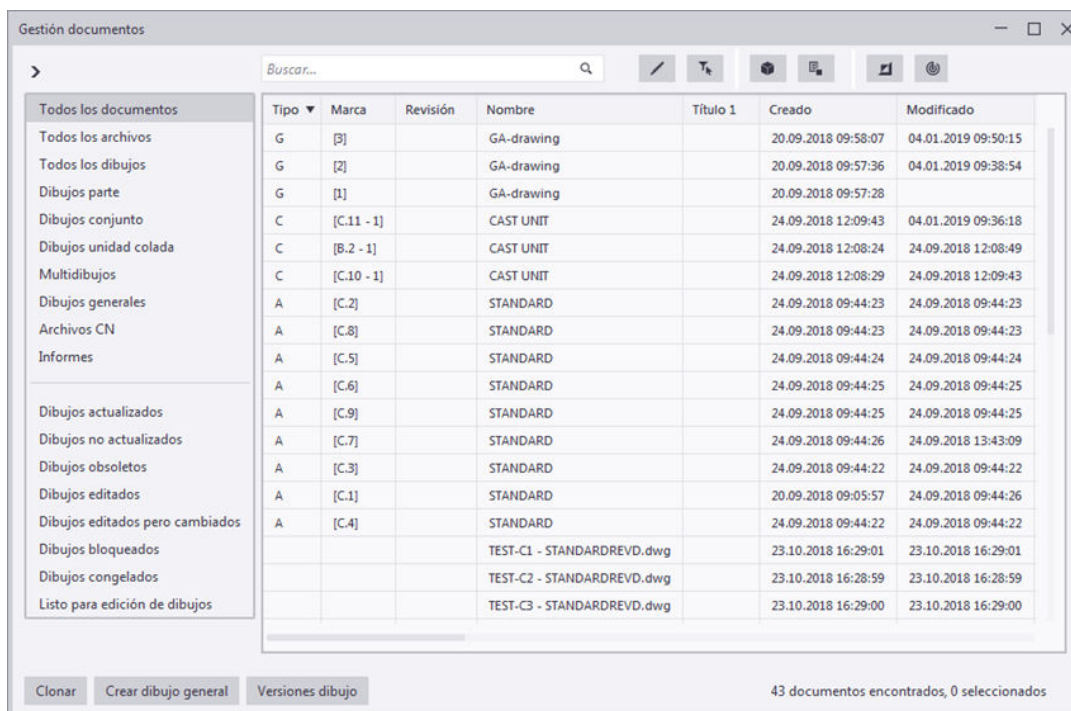 Gestión documentos
Buscar...
Todos los documentos
Todos los archivos
Todos los dibujos
Dibujos parte
Dibujos conjunto
Dibujos unidad colada
Multidibujos
Dibujos generales
Archivos CN
Informes
Dibujos actualizados
Dibujos no actualizados
Dibujos obsoletos
Dibujos editados
Dibujos editados pero cambiados
Dibujos bloqueados
Dibujos congelados
Listo para edición de dibujos
Tipo ▼ Marca Revisión Nombre Título 1 Creado Modificado
G [3] GA-drawing 20.09.2018 09:58:07 04.01.2019 09:50:15
G [2] GA-drawing 20.09.2018 09:57:36 04.01.2019 09:38:54
G [1] GA-drawing 20.09.2018 09:57:28
C [C.11 - 1] CAST UNIT 24.09.2018 12:09:43 04.01.2019 09:36:18
C [B.2 - 1] CAST UNIT 24.09.2018 12:08:24 24.09.2018 12:08:49
C [C.10 - 1] CAST UNIT 24.09.2018 12:08:29 24.09.2018 12:09:43
A [C.2] STANDARD 24.09.2018 09:44:23 24.09.2018 09:44:23
A [C.8] STANDARD 24.09.2018 09:44:23 24.09.2018 09:44:23
A [C.5] STANDARD 24.09.2018 09:44:24 24.09.2018 09:44:24
A [C.6] STANDARD 24.09.2018 09:44:25 24.09.2018 09:44:25
A [C.9] STANDARD 24.09.2018 09:44:25 24.09.2018 09:44:25
A [C.7] STANDARD 24.09.2018 09:44:26 24.09.2018 13:43:09
A [C.3] STANDARD 24.09.2018 09:44:22 24.09.2018 09:44:22
A [C.1] STANDARD 20.09.2018 09:05:57 24.09.2018 09:44:26
A [C.4] STANDARD 24.09.2018 09:44:22 24.09.2018 09:44:22
TEST-C1 - STANDARDREVD.dwg 23.10.2018 16:29:01 23.10.2018 16:29:01
TEST-C2 - STANDARDREVD.dwg 23.10.2018 16:28:59 23.10.2018 16:28:59
TEST-C3 - STANDARDREVD.dwg 23.10.2018 16:29:00 23.10.2018 16:29:00
Clonar Crear dibujo general Versiones dibujo 43 documentos encontrados, 0 seleccionados